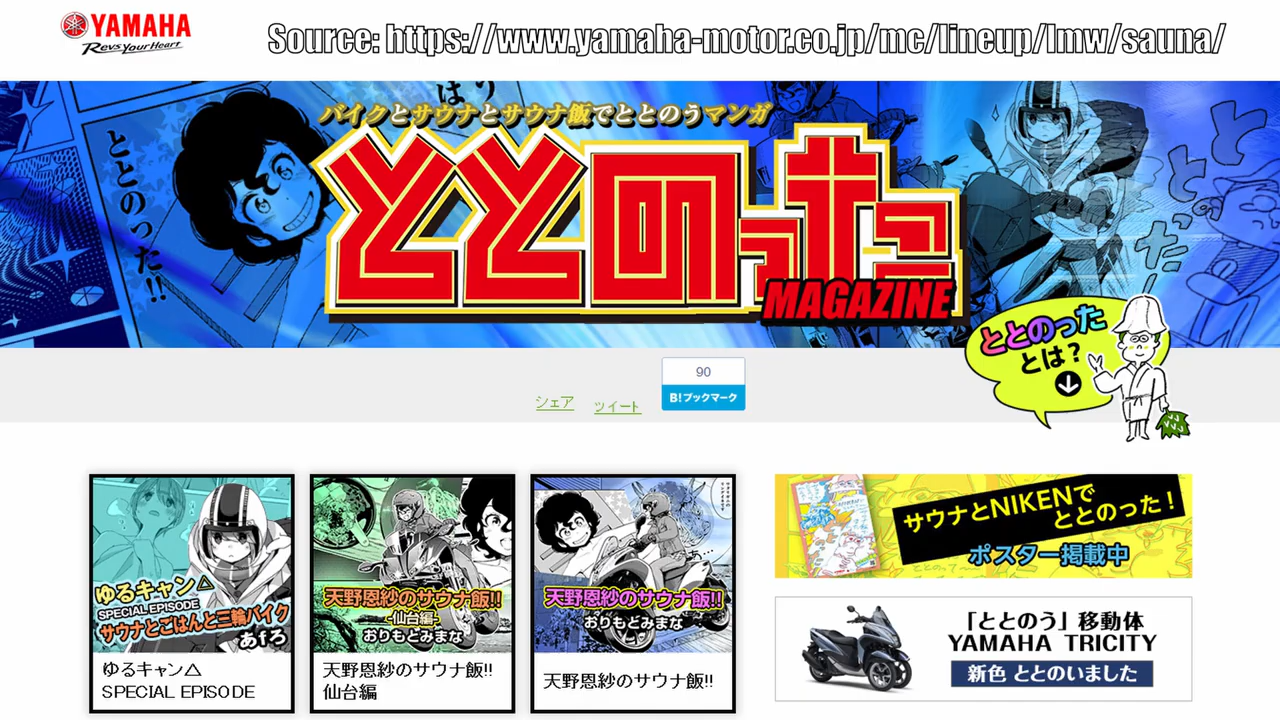 YAMAHA
Revs Your Heart
Source: https://www.yamaha-motor.co.jp/mc/lineup/lmw/sauna/
バイクとサウナとサウナ飯でととのうマンガ
ととのった
MAGAZINE
はり
ととのった!!
ととのった
とは?
シェア
ツイート
90
B!ブックマーク
ゆるキャン△
SPECIAL EPISODE
サウナとごはんと三輪バイク
あfろ
ゆるキャン△
SPECIAL EPISODE
天野恩紗のサウナ飯!!
-仙台編-
おりもとみまな
天野恩紗のサウナ飯!!
仙台編
天野恩紗のサウナ飯!!
おりもとみまな
天野恩紗のサウナ飯!!
サウナとNIKENで
ととのった!
ポスター掲載中
「ととのう」移動体
YAMAHA TRICITY
新色 ととのいました